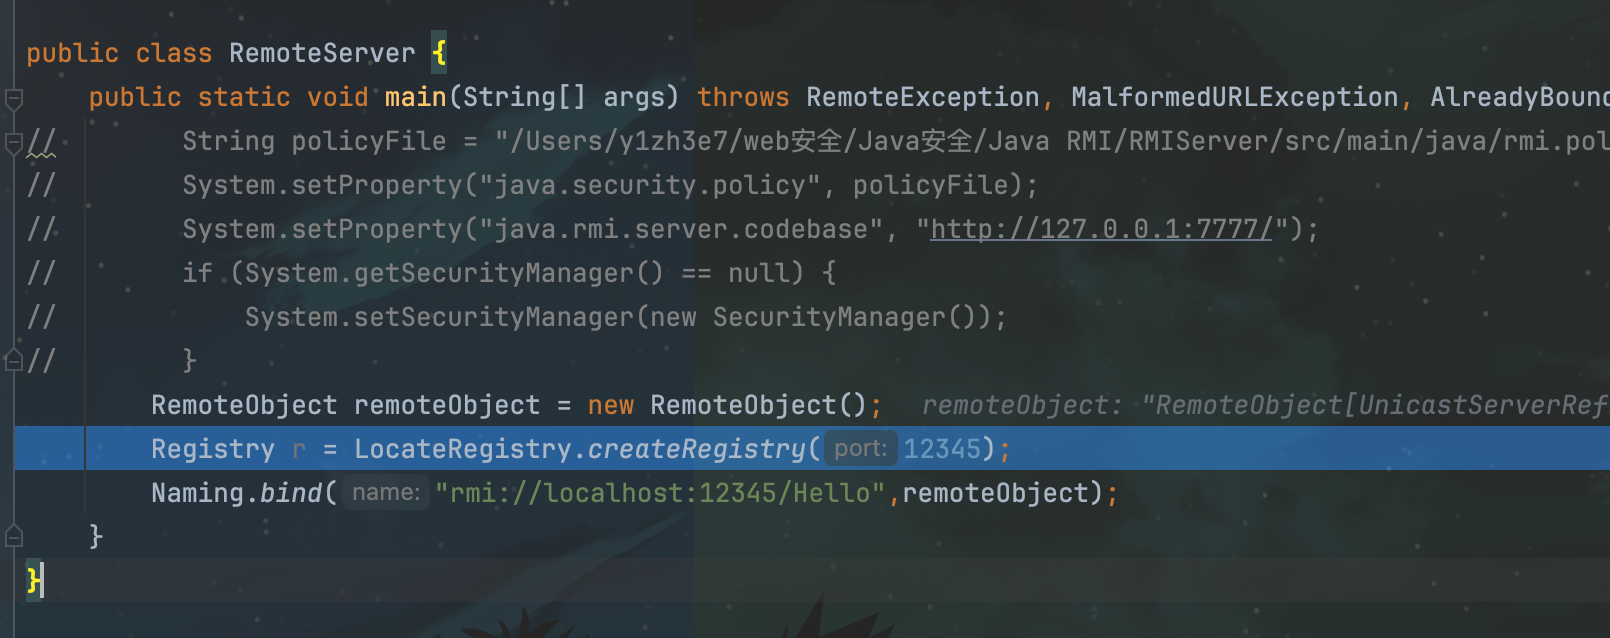 public class RemoteServer {
    public static void main(String[] args) throws RemoteException, MalformedURLException, AlreadyBound
//        String policyFile = "/Users/y1zh3e7/web安全/Java安全/Java RMI/RMIServer/src/main/java/rmi.pol
//        System.setProperty("java.security.policy", policyFile);
//        System.setProperty("java.rmi.server.codebase", "http://127.0.0.1:7777/");
//        if (System.getSecurityManager() == null) {
//            System.setSecurityManager(new SecurityManager());
//        }
        RemoteObject remoteObject = new RemoteObject();  remoteObject: "RemoteObject[UnicastServerRef
        Registry r = LocateRegistry.createRegistry( port: 12345);
        Naming.bind( name: "rmi://localhost:12345/Hello",remoteObject);
    }
}